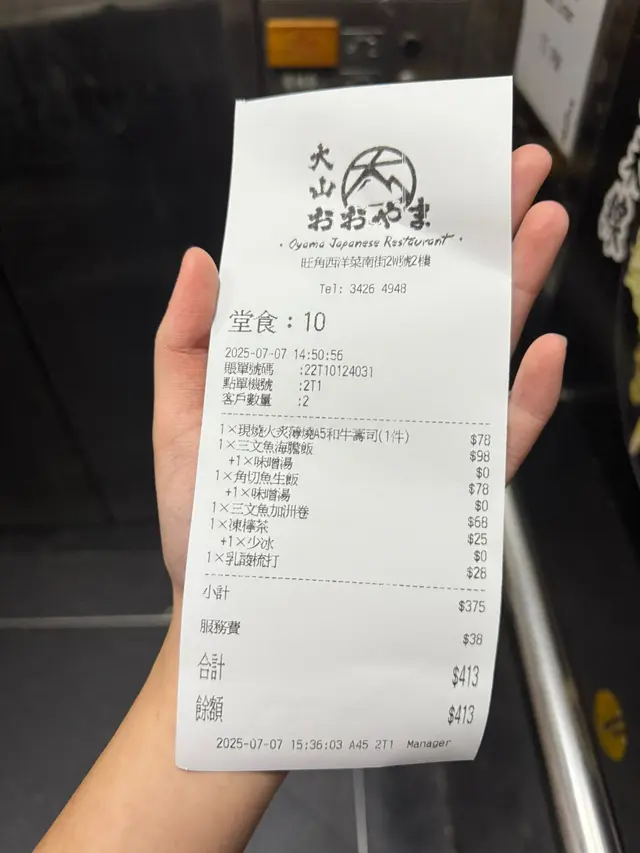 大
山
おおやま
· Oyama Japanese Restaurant ·
旺角西洋菜南街2W號2樓
Tel: 3426 4948
堂食：10
2025-07-07 14:50:56
賬單號碼 :22T10124031
點單機號 :2T1
客戶數量 :2
1×現燒火炙薄燒A5和牛壽司(1件) $78
1×三文魚海膽飯 $98
+1×味噌湯 $0
1×角切魚生飯 $78
+1×味噌湯 $0
1×三文魚加洲卷 $68
1×凍檸茶 $25
+1×少冰 $0
1×乳酸梳打 $28
小計 $375
服務費 $38
合計 $413
餘額 $413
2025-07-07 15:36:03 A45 2T1 Manager